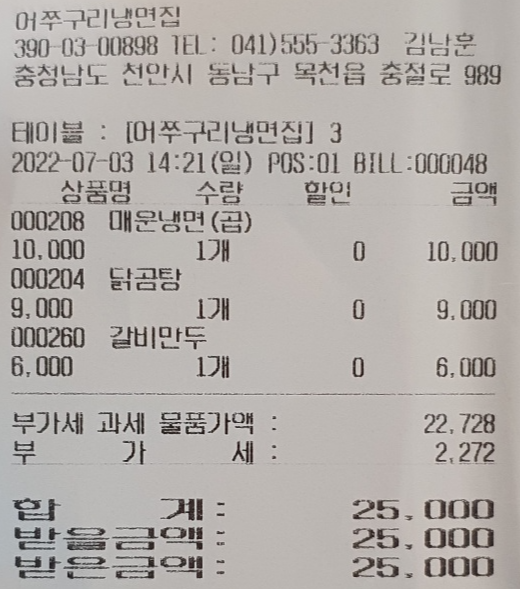 어쭈구리냉면집
390-03-00898 TEL: 041)555-3363 김남훈
충청남도 천안시 동남구 목천읍 충절로 989
테이블 : [어쭈구리냉면집] 3
2022-07-03 14:21(일) POS:01 BILL:000048
상품명 수량 할인 금액
000208 매운냉면(곱)
10,000 1개 0 10,000
000204 닭곰탕
9,000 1개 0 9,000
000260 갈비만두
6,000 1개 0 6,000
부가세 과세 물품가액 : 22,728
부 가 세 : 2,272
합 계 : 25,000
받을금액: 25,000
받은금액: 25,000